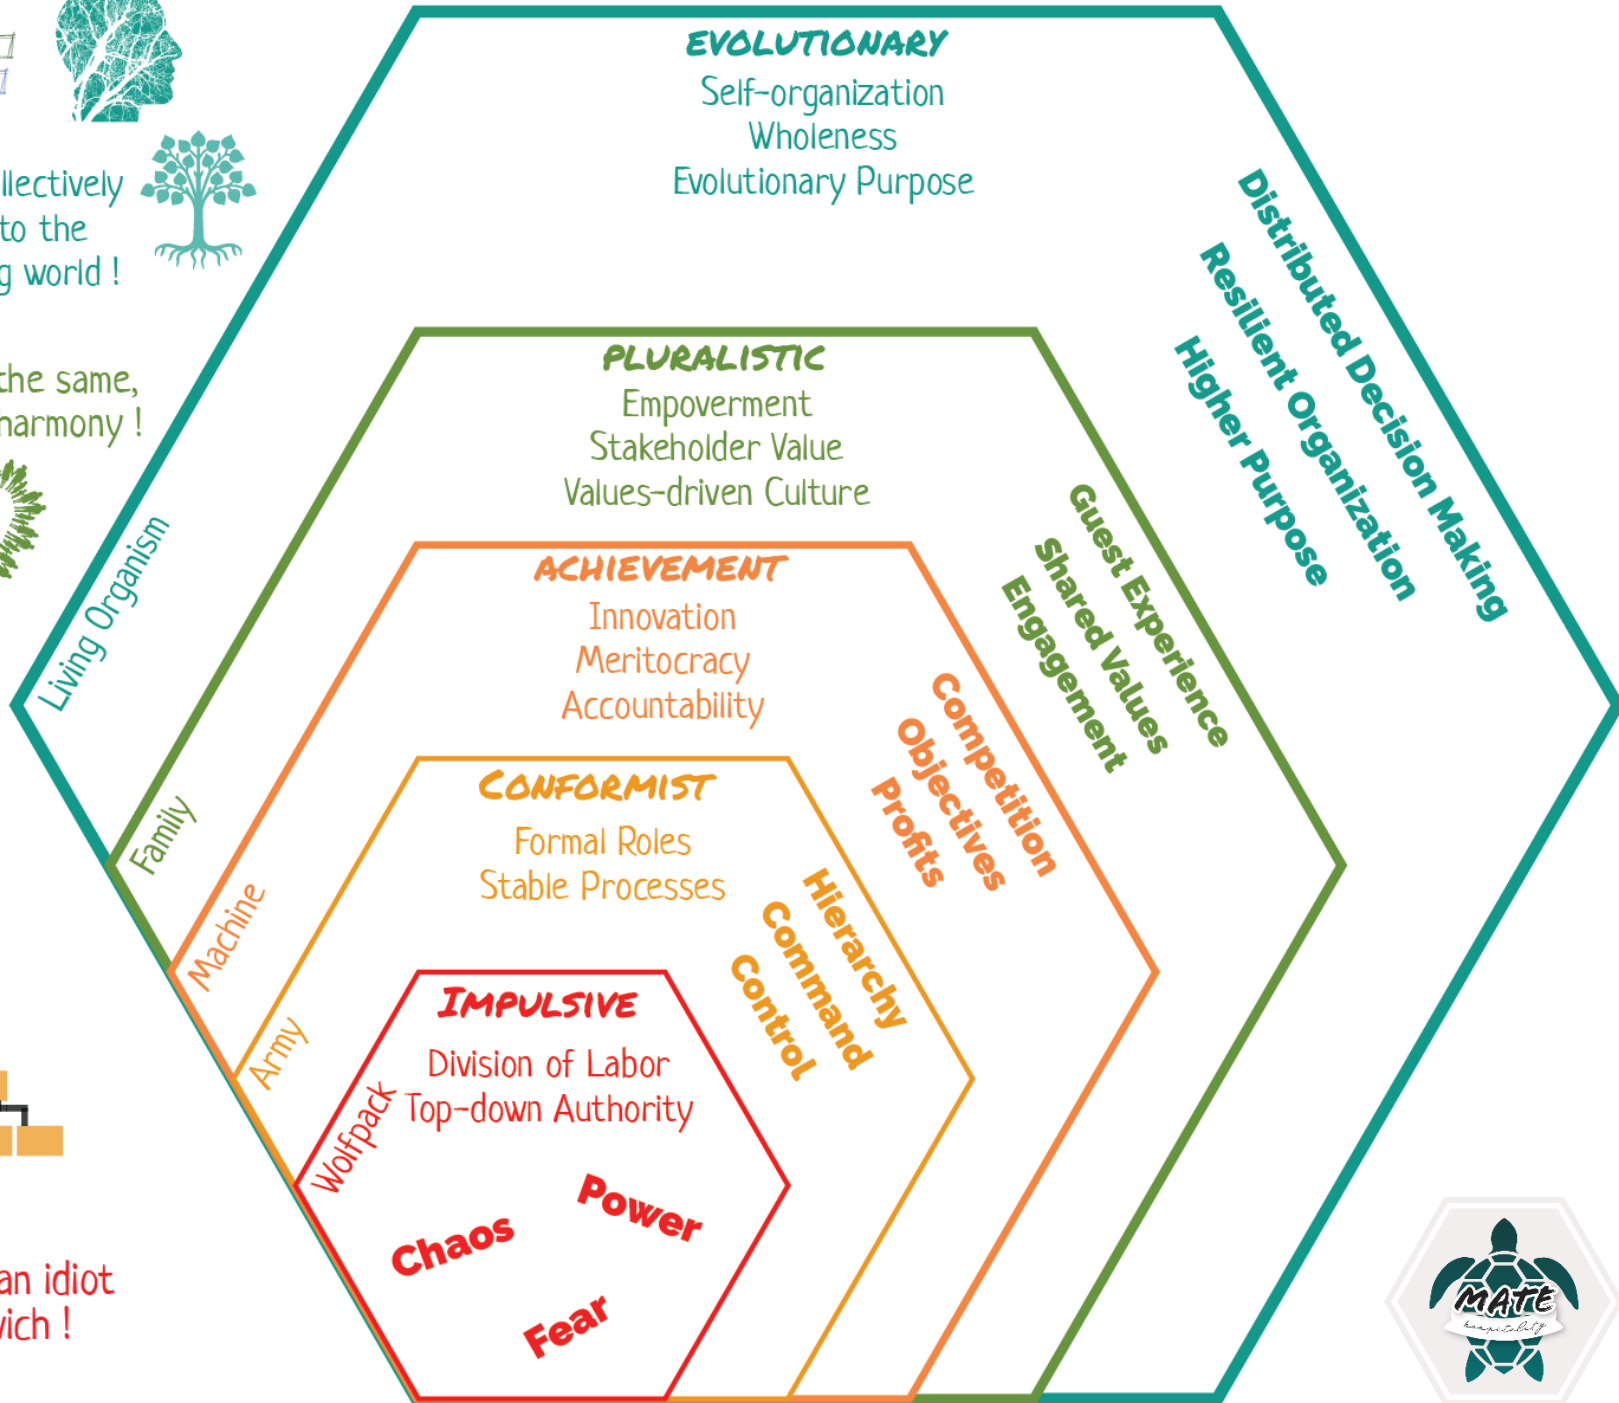 EVOLUTIONARY
Self-organization
Wholeness
Evolutionary Purpose
Distributed Decision Making
Resilient Organization
Higher Purpose
llectively
to the
g world !
Living Organism
PLURALISTIC
Empoverment
Stakeholder Value
Values-driven Culture
Guest Experience
Shared Values
Engagement
the same,
harmony !
Family
ACHIEVEMENT
Innovation
Meritocracy
Accountability
Competition
Objectives
Profits
Machine
CONFORMIST
Formal Roles
Stable Processes
Hierarchy
Command
Control
Army
IMPULSIVE
Division of Labor
Top-down Authority
Wolfpack
Chaos
Power
Fear
an idiot
ich !
MATE
hospitality